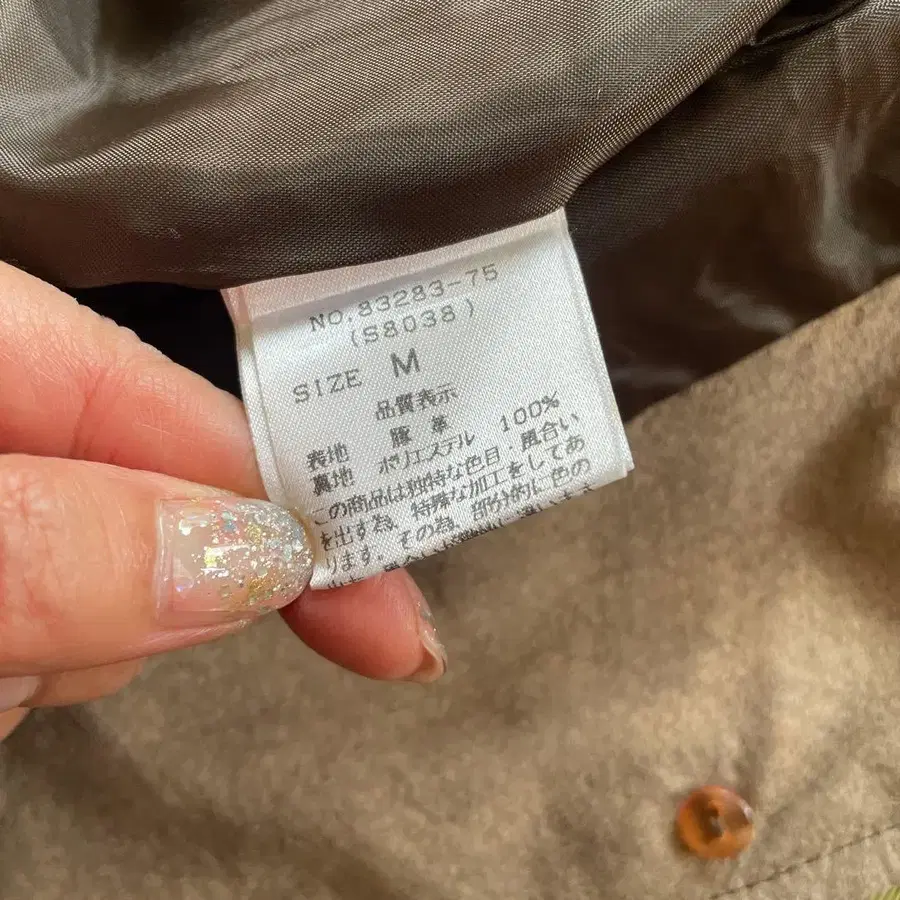 NO.83283-75
(S8038)
SIZE M
品質表示
表地 豚革
裏地 ポリエステル 100%
この商品は独特な色目・風合い
を出す為、特殊な加工をしてあ
ります。その為、部分的に色の